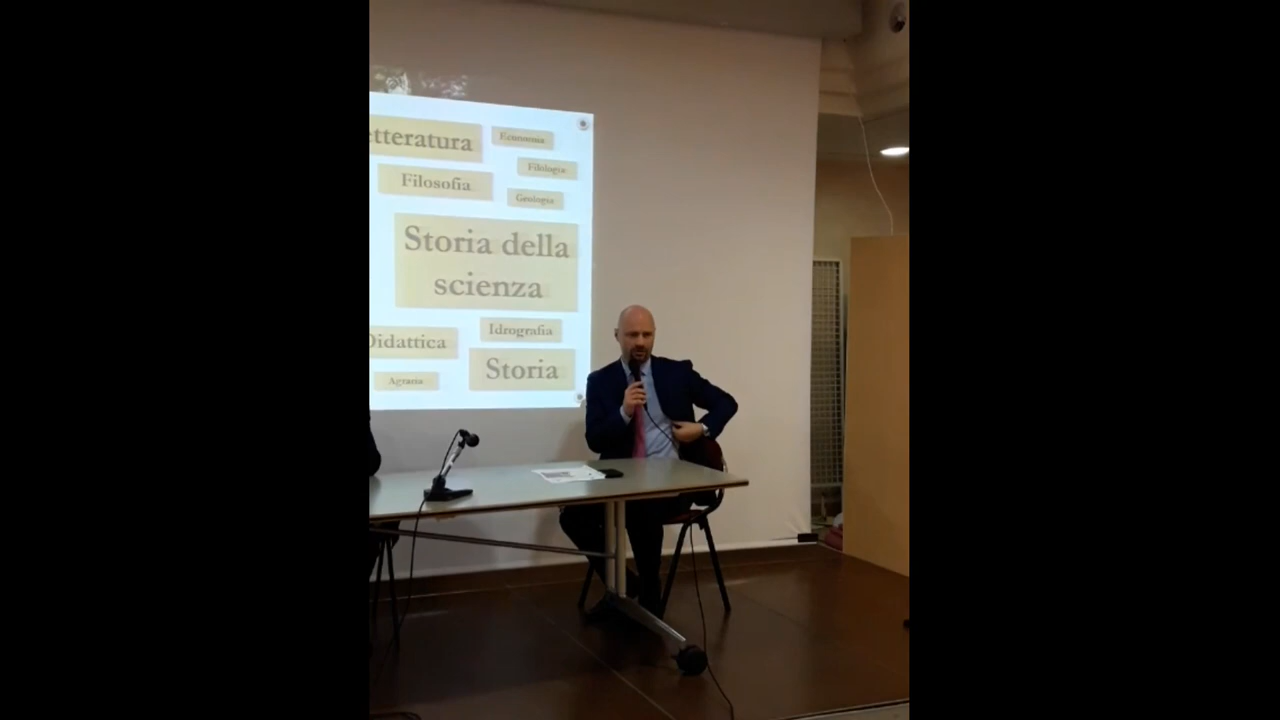 etteratura
Economia
Filologia
Filosofia
Geologia
Storia della
scienza
Idrografia
Didattica
Storia
Agraria